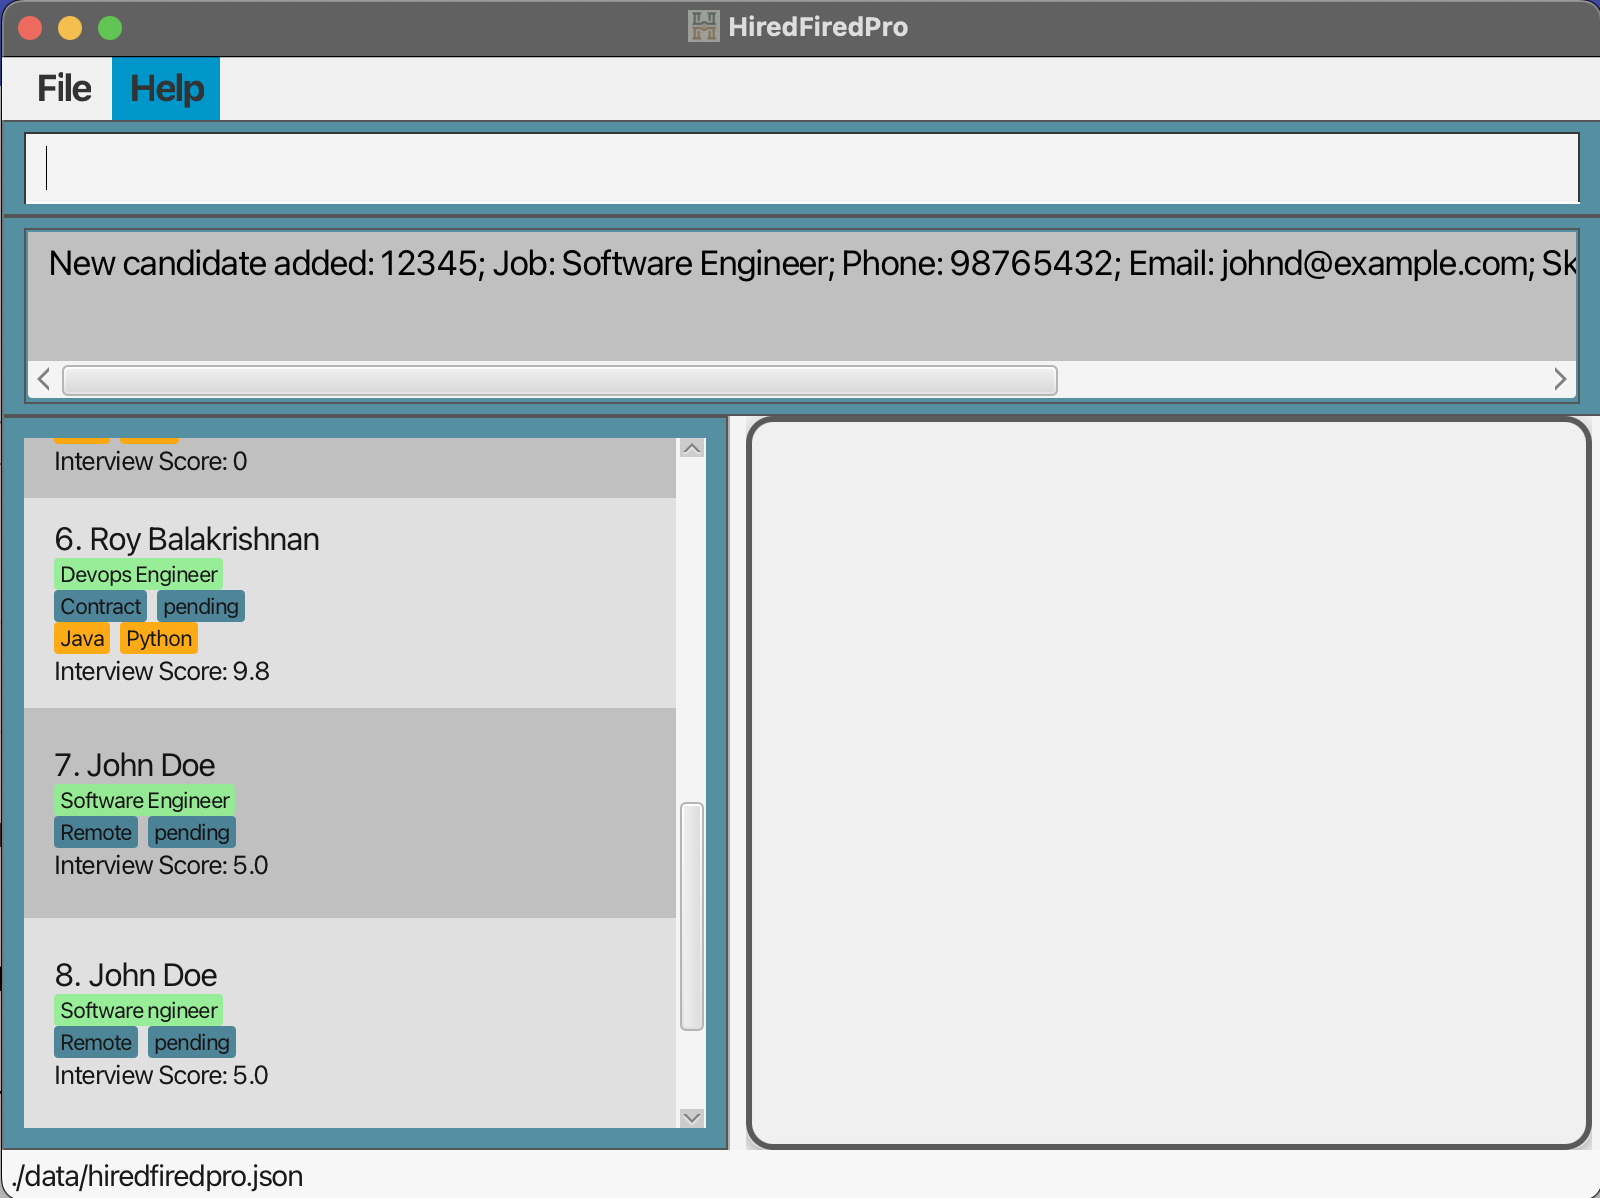 HiredFiredPro
File Help
New candidate added: 12345; Job: Software Engineer; Phone: 98765432; Email: johnd@example.com; Sk
Interview Score: 0
6. Roy Balakrishnan
Devops Engineer
Contract pending
Java Python
Interview Score: 9.8
7. John Doe
Software Engineer
Remote pending
Interview Score: 5.0
8. John Doe
Software ngineer
Remote pending
Interview Score: 5.0
./data/hiredfiredpro.json